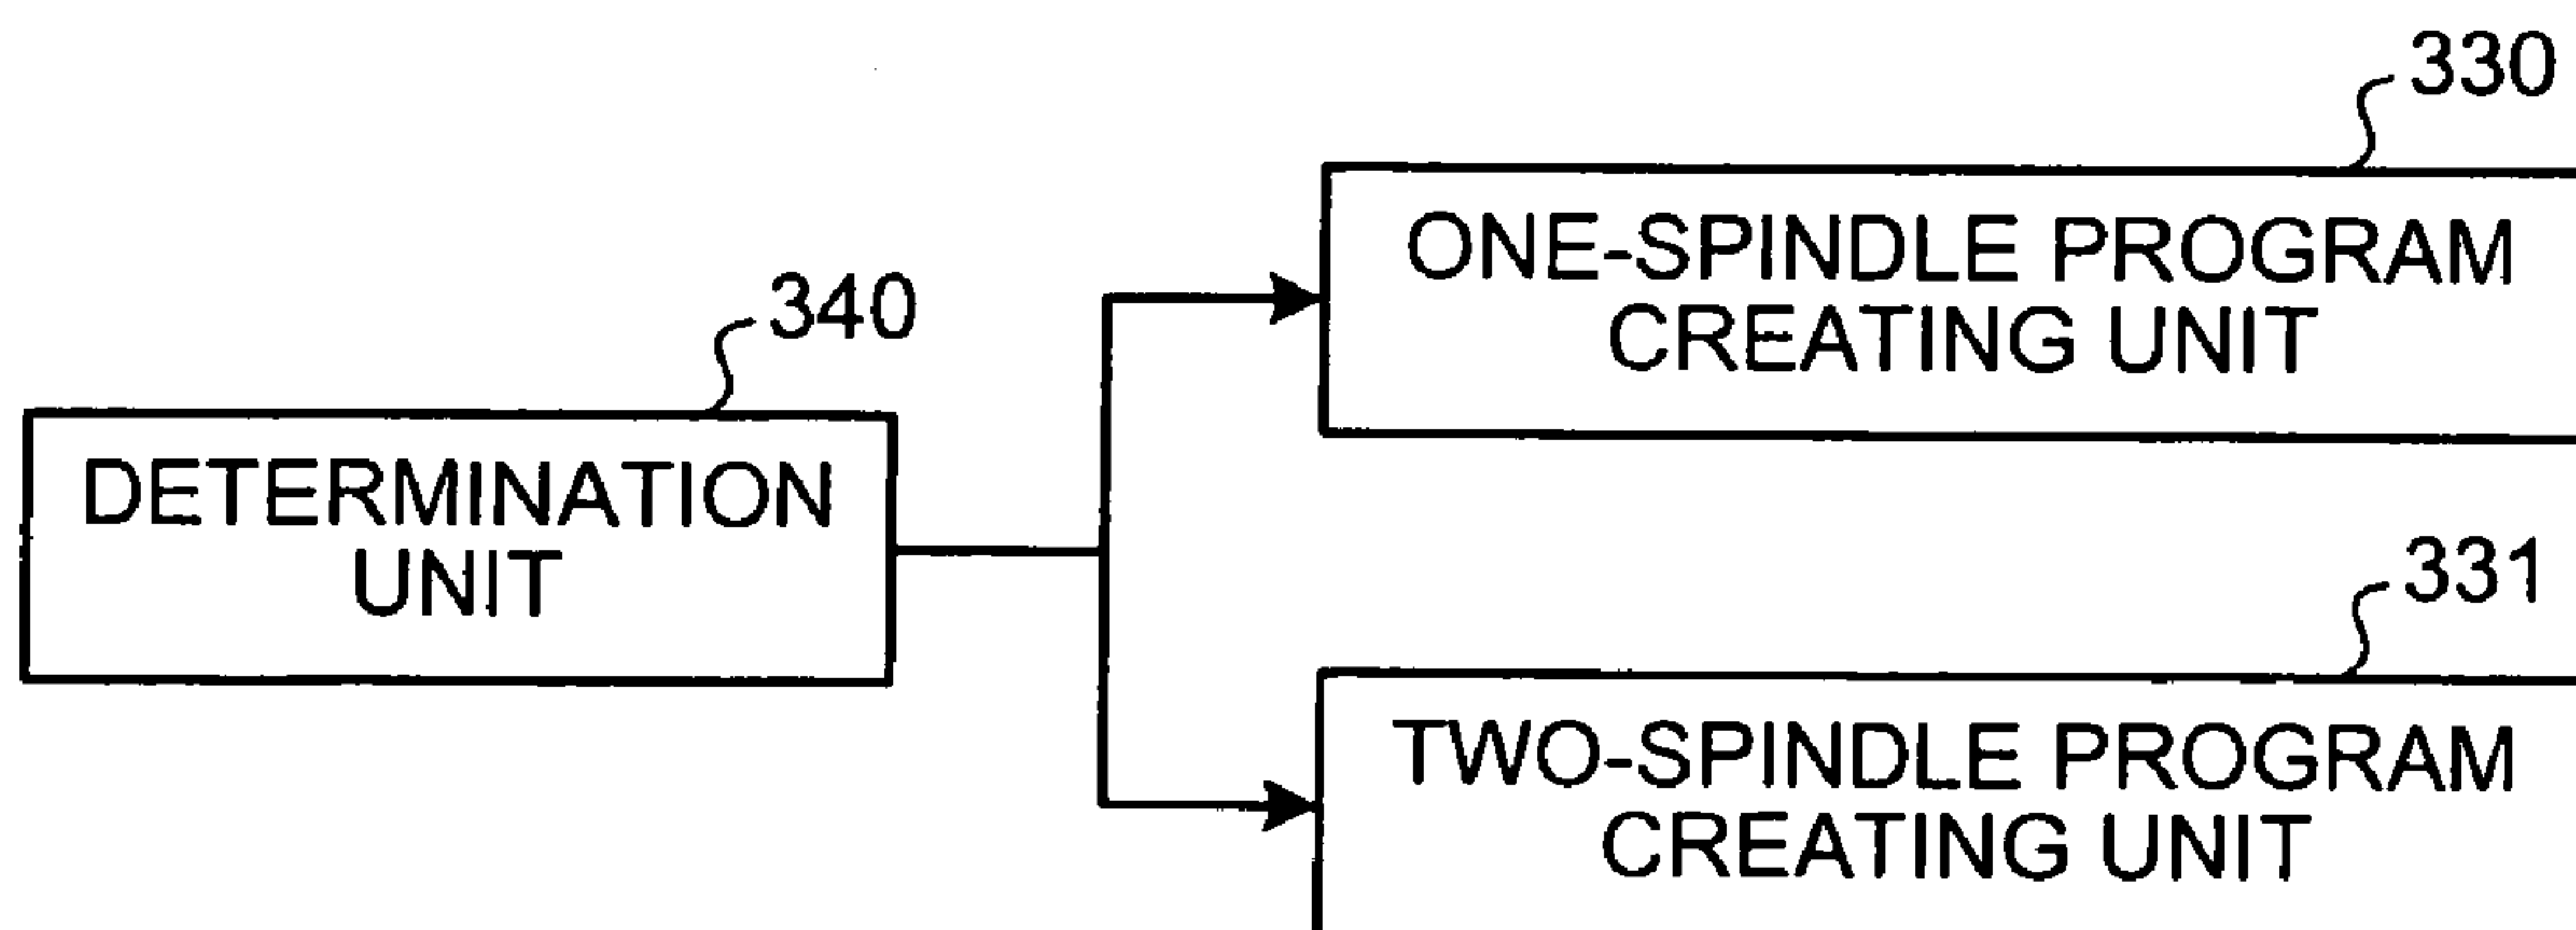 330
ONE-SPINDLE PROGRAM
CREATING UNIT
340
DETERMINATION
UNIT
331
TWO-SPINDLE PROGRAM
CREATING UNIT